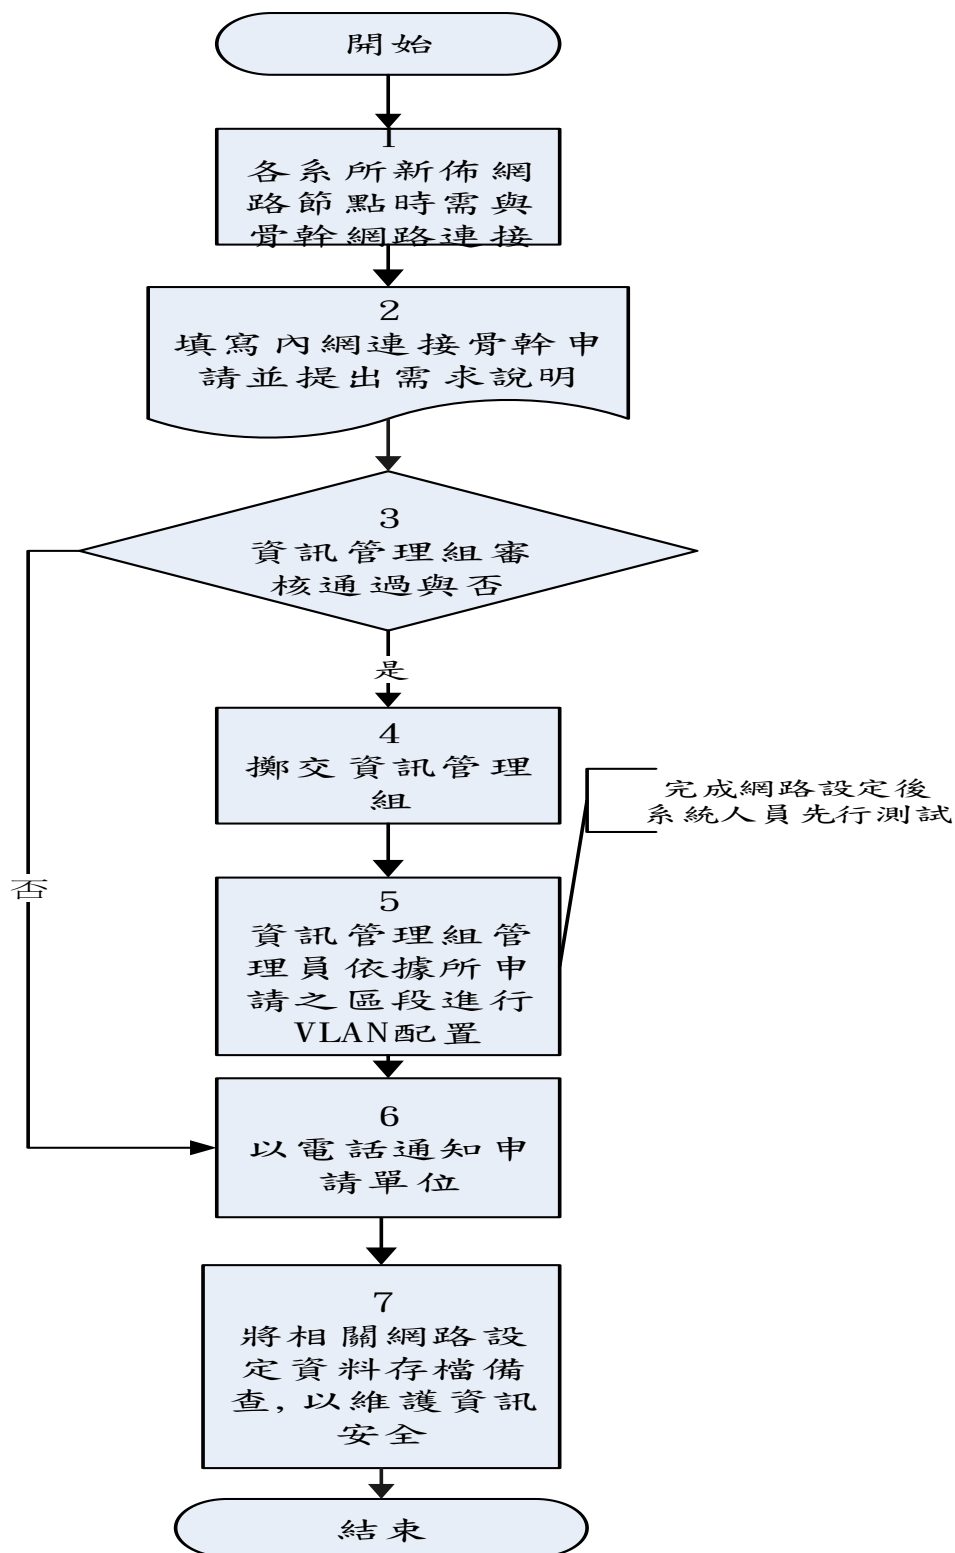 開始
1
各系所新佈網
路節點時需與
骨幹網路連接
2
填寫內網連接骨幹申
請並提出需求說明
3
資訊管理組審
核通過與否
是
4
擲交資訊管理
組
完成網路設定後
系統人員先行測試
否
5
資訊管理組管
理員依據所申
請之區段進行
VLAN配置
6
以電話通知申
請單位
7
將相關網路設
定資料存檔備
查,以維護資訊
安全
結束